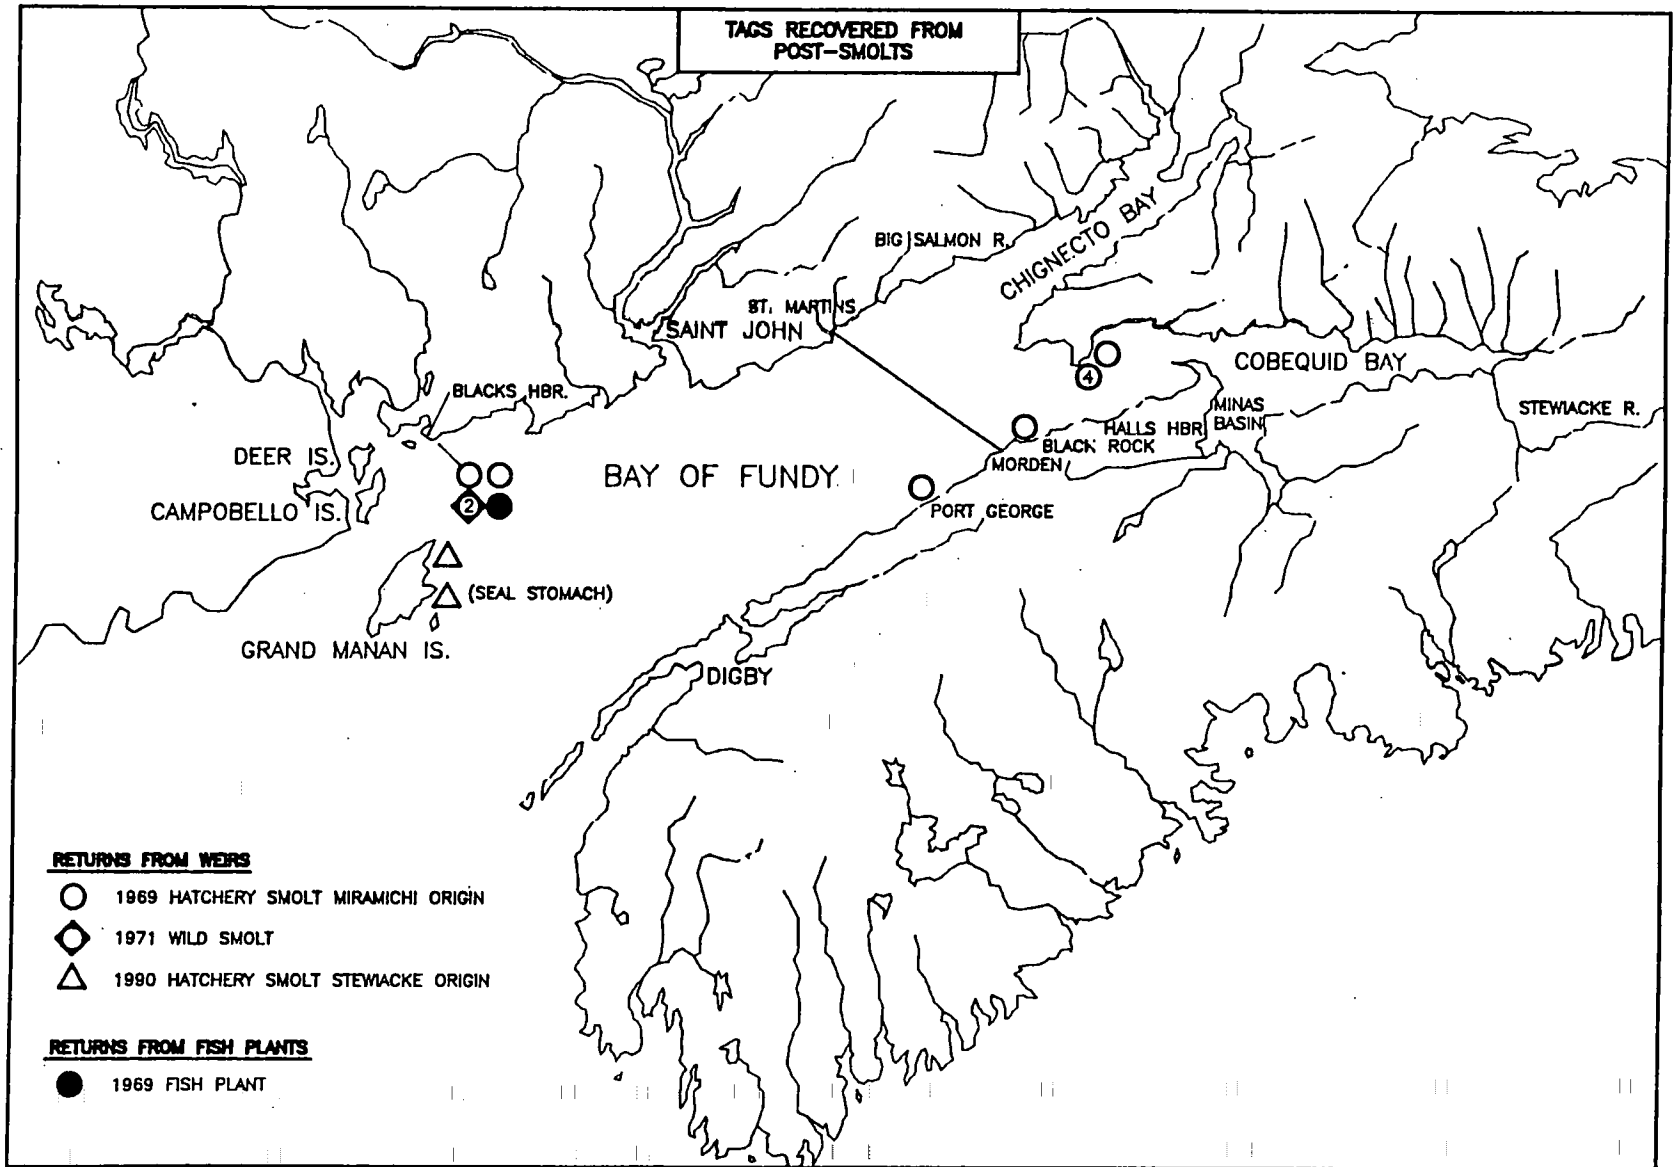 TAGS RECOVERED FROM
POST-SMOLTS
CHIGNECTO BAY
BIG SALMON R.
ST. MARTINS
SAINT JOHN
COBEQUID BAY
4
BLACKS HBR.
MINAS
BASIN
STEWIACKE R.
HALLS HBR.
BLACK ROCK
DEER IS.
MORDEN
BAY OF FUNDY
CAMPOBELLO IS.
2
PORT GEORGE
(SEAL STOMACH)
GRAND MANAN IS.
DIGBY
RETURNS FROM WEIRS
1969 HATCHERY SMOLT MIRAMICHI ORIGIN
1971 WILD SMOLT
1990 HATCHERY SMOLT STEWIACKE ORIGIN
RETURNS FROM FISH PLANTS
1969 FISH PLANT